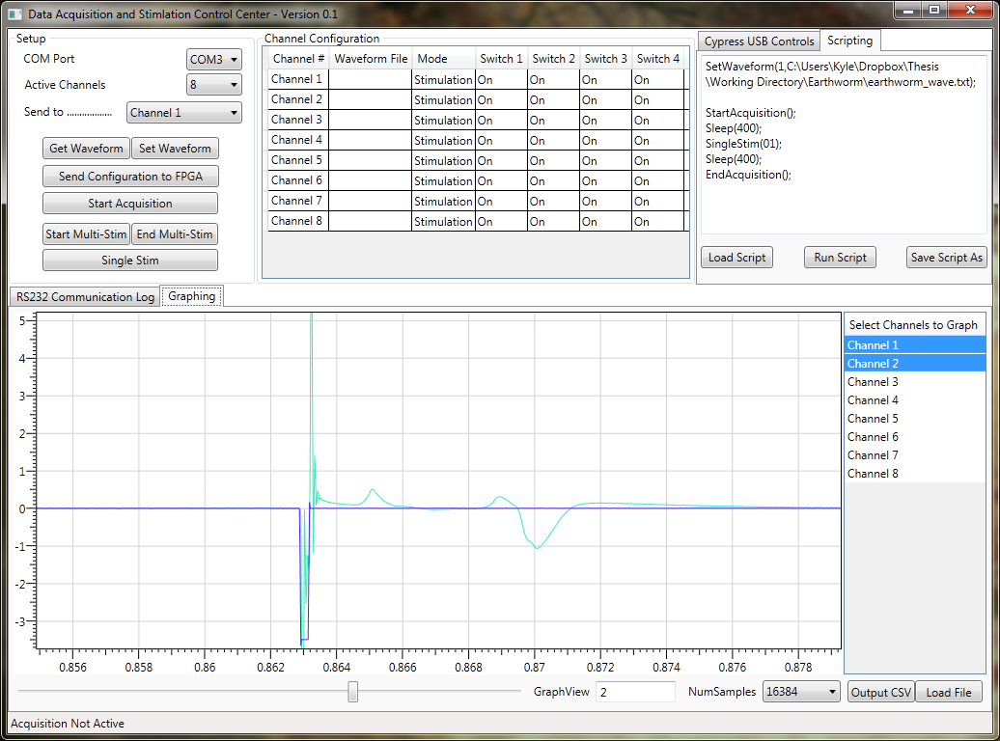 Data Acquisition and Stimlation Control Center - Version 0.1
Setup
COM Port
COM3
Active Channels
8
Send to ..................
Channel 1
Get Waveform
Set Waveform
Send Configuration to FPGA
Start Acquisition
Start Multi-Stim
End Multi-Stim
Single Stim
Channel Configuration
Channel # Waveform File Mode Switch 1 Switch 2 Switch 3 Switch 4
Channel 1 Stimulation On On On On
Channel 2 Stimulation On On On On
Channel 3 Stimulation On On On On
Channel 4 Stimulation On On On On
Channel 5 Stimulation On On On On
Channel 6 Stimulation On On On On
Channel 7 Stimulation On On On On
Channel 8 Stimulation On On On On
Cypress USB Controls
Scripting
SetWaveform(1,C:\Users\Kyle\Dropbox\Thesis
\Working Directory\Earthworm\earthworm_wave.txt);
StartAcquisition();
Sleep(400);
SingleStim(01);
Sleep(400);
EndAcquisition();
Load Script
Run Script
Save Script As
RS232 Communication Log
Graphing
5
4
3
2
1
0
-1
-2
-3
0.856 0.858 0.86 0.862 0.864 0.866 0.868 0.87 0.872 0.874 0.876 0.878
Select Channels to Graph
Channel 1
Channel 2
Channel 3
Channel 4
Channel 5
Channel 6
Channel 7
Channel 8
GraphView
2
NumSamples
16384
Output CSV
Load File
Acquisition Not Active